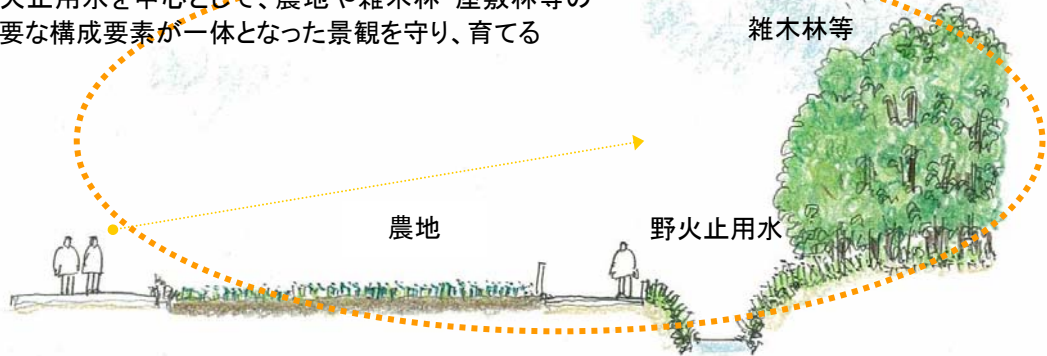 火止用水を中心として、農地や雑木林・屋敷林等の
要な構成要素が一体となった景観を守り、育てる
雑木林等
農地
野火止用水